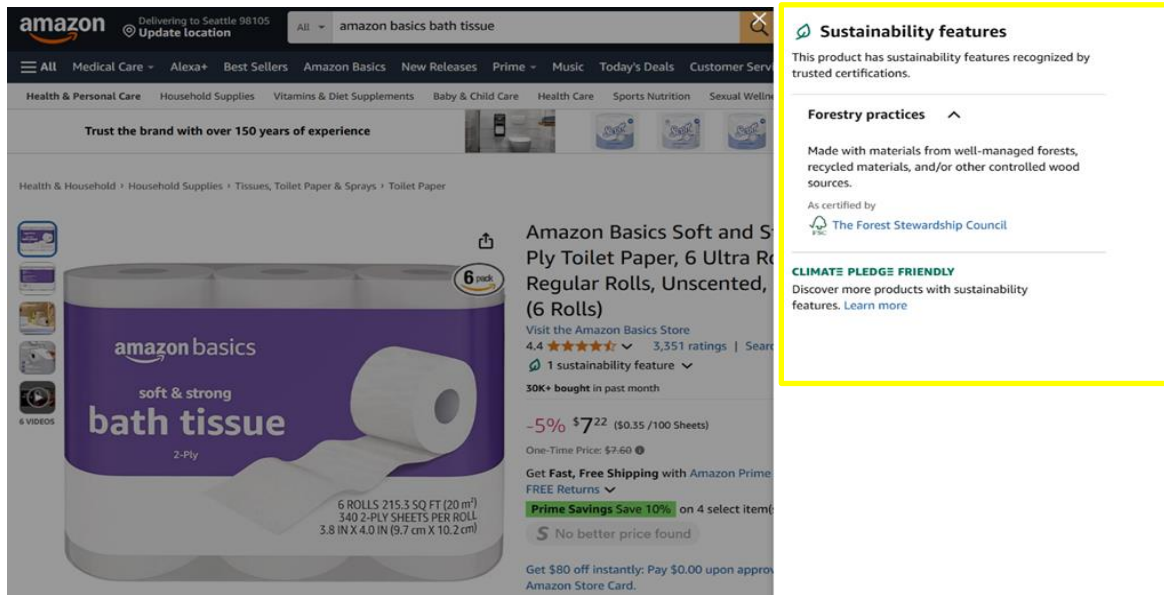 amazon
Delivering to Seattle 98105
Update location
All
amazon basics bath tissue
All
Medical Care
Alexa+
Best Sellers
Amazon Basics
New Releases
Prime
Music
Today's Deals
Customer Servi
Health & Personal Care
Household Supplies
Vitamins & Diet Supplements
Baby & Child Care
Health Care
Sports Nutrition
Sexual Wellne
Trust the brand with over 150 years of experience
Scott
Scott
Scott
Health & Household › Household Supplies › Tissues, Toilet Paper & Sprays › Toilet Paper
6 VIDEOS
6 pack
amazon basics
soft & strong
bath tissue
2-Ply
6 ROLLS 215.3 SQ FT (20 m²)
340 2-PLY SHEETS PER ROLL
3.8 IN X 4.0 IN (9.7 cm X 10.2 cm)
Amazon Basics Soft and S
Ply Toilet Paper, 6 Ultra Ro
Regular Rolls, Unscented,
(6 Rolls)
Visit the Amazon Basics Store
4.4 3,351 ratings | Searc
1 sustainability feature
30K+ bought in past month
-5% $7.22 ($0.35 /100 Sheets)
One-Time Price: $7.60
Get Fast, Free Shipping with Amazon Prime
FREE Returns
Prime Savings Save 10% on 4 select item(s
S No better price found
Get $80 off instantly: Pay $0.00 upon approv
Amazon Store Card.
Sustainability features
This product has sustainability features recognized by
trusted certifications.
Forestry practices
Made with materials from well-managed forests,
recycled materials, and/or other controlled wood
sources.
As certified by
FSC
The Forest Stewardship Council
CLIMATE PLEDGE FRIENDLY
Discover more products with sustainability
features. Learn more